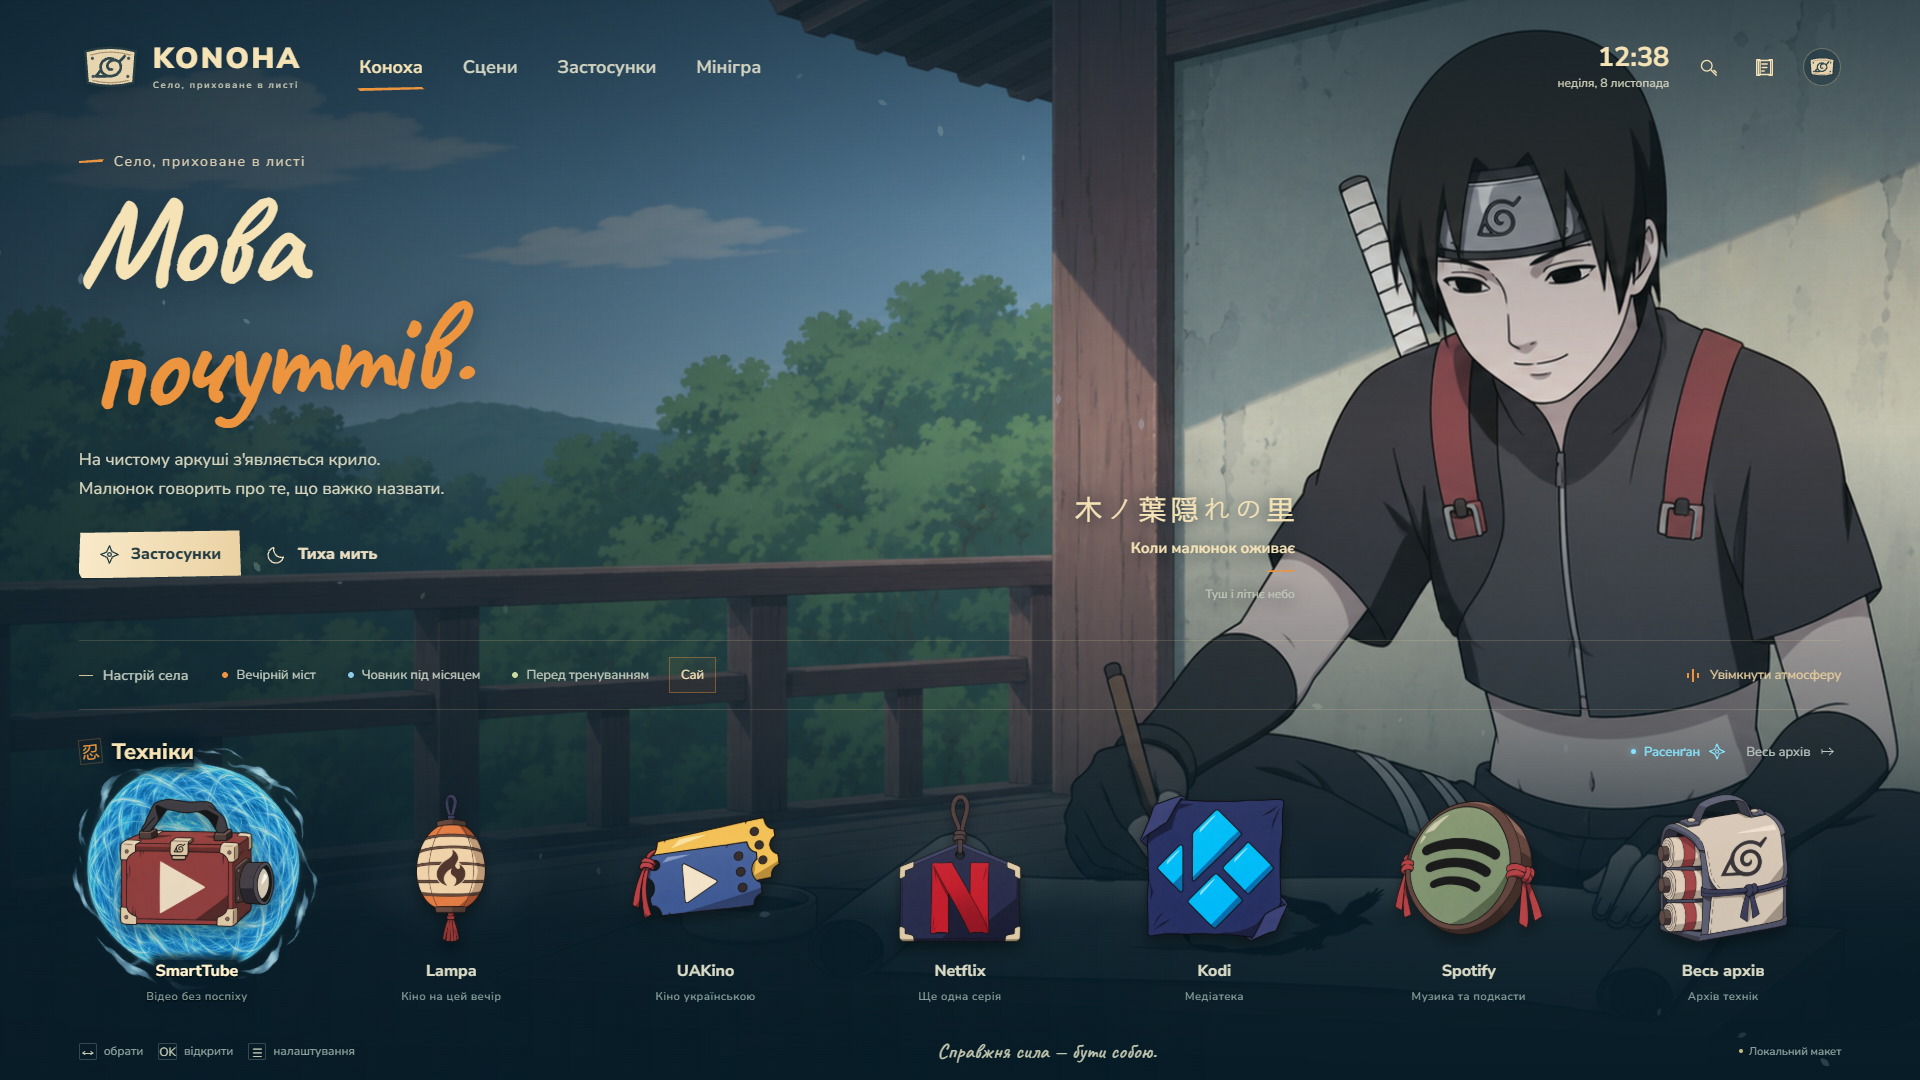 KONOHA
Село, приховане в листі
Коноха
Сцени
Застосунки
Мінігра
12:38
неділя, 8 листопада
Село, приховане в листі
Мова
почуттів.
На чистому аркуші з'являється крило.
Малюнок говорить про те, що важко назвати.
Застосунки
Тиха мить
木ノ葉隠れの里
Коли малюнок оживає
Туш і літнє небо
Настрій села
Вечірній міст
Човник під місяцем
Перед тренуванням
Сай
Увімкнути атмосферу
忍 Техніки
Расенґан
Весь архів
SmartTube
Відео без поспіху
Lampa
Кіно на цей вечір
UAKino
Кіно українською
N
Netflix
Ще одна серія
Kodi
Медіатека
Spotify
Музика та подкасти
Весь архів
Архів технік
обрати
OK відкрити
налаштування
Справжня сила — бути собою.
Локальний макет